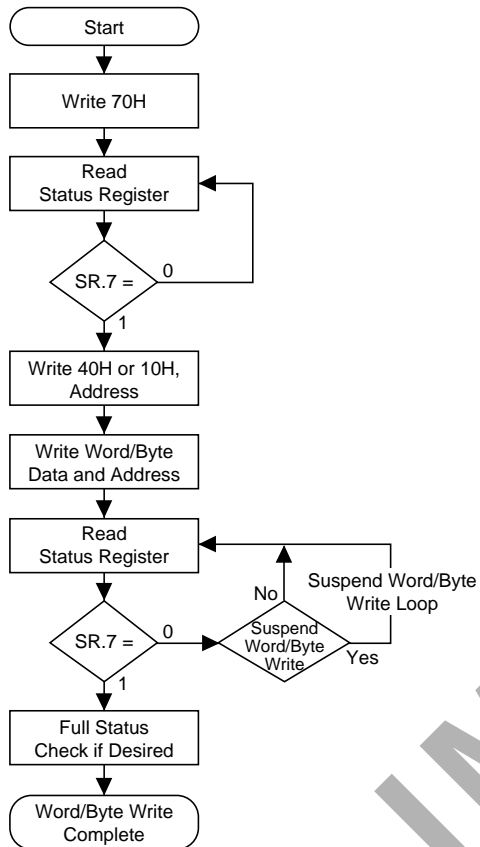 Start
Write 70H
Read
Status Register
SR.7 =
0
1
Write 40H or 10H,
Address
Write Word/Byte
Data and Address
Read
Status Register
SR.7 =
0
1
Suspend
Word/Byte
Write
No
Yes
Suspend Word/Byte
Write Loop
Full Status
Check if Desired
Word/Byte Write
Complete